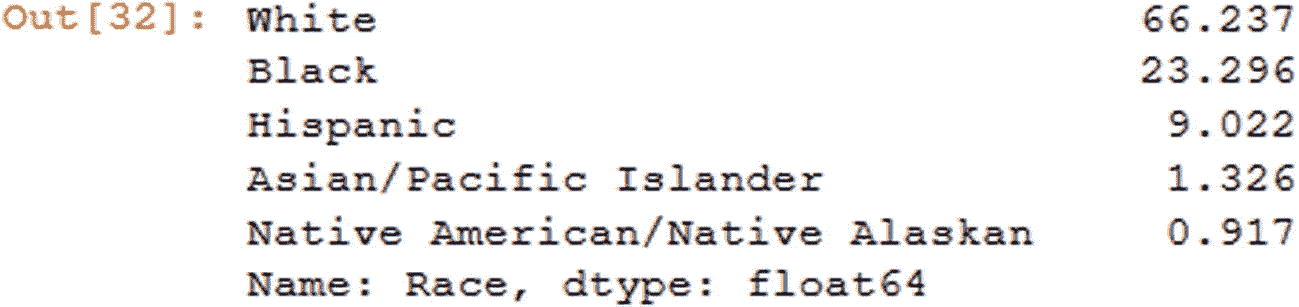 Out[32]: White 66.237
Black 23.296
Hispanic 9.022
Asian/Pacific Islander 1.326
Native American/Native Alaskan 0.917
Name: Race, dtype: float64